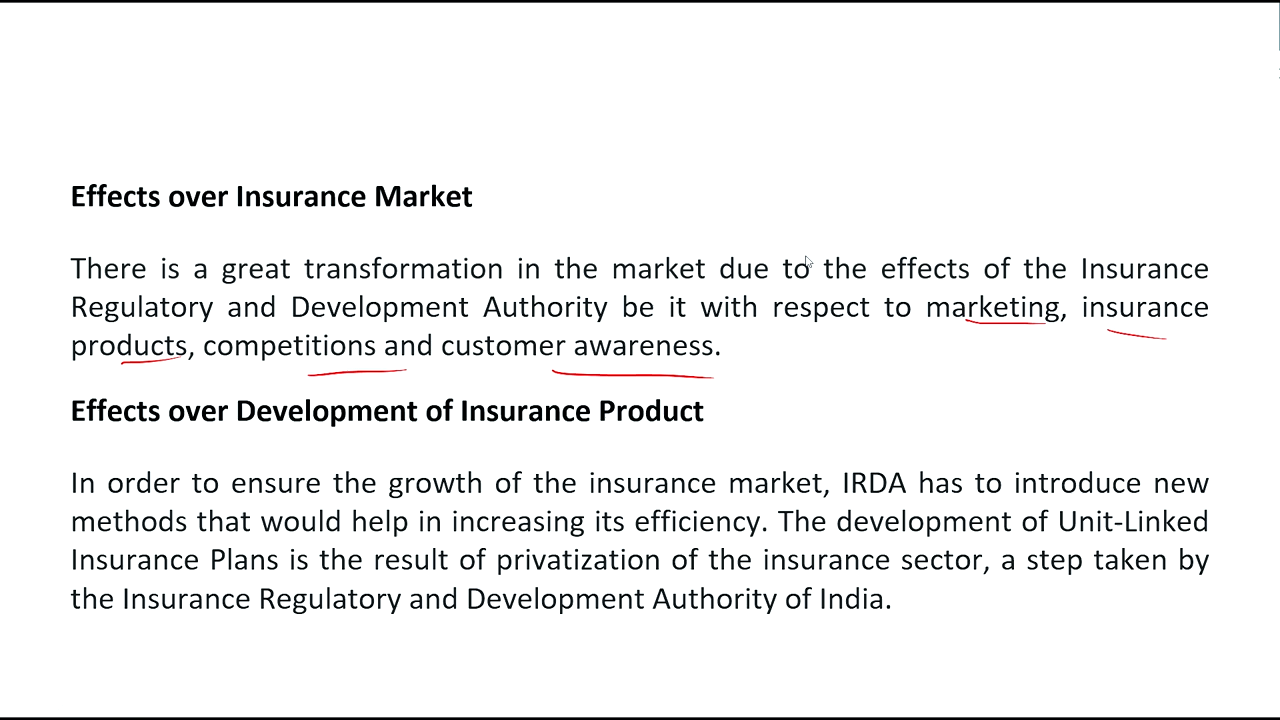 Effects over Insurance Market
There is a great transformation in the market due to the effects of the Insurance
Regulatory and Development Authority be it with respect to marketing, insurance
products, competitions and customer awareness.
Effects over Development of Insurance Product
In order to ensure the growth of the insurance market, IRDA has to introduce new
methods that would help in increasing its efficiency. The development of Unit-Linked
Insurance Plans is the result of privatization of the insurance sector, a step taken by
the Insurance Regulatory and Development Authority of India.